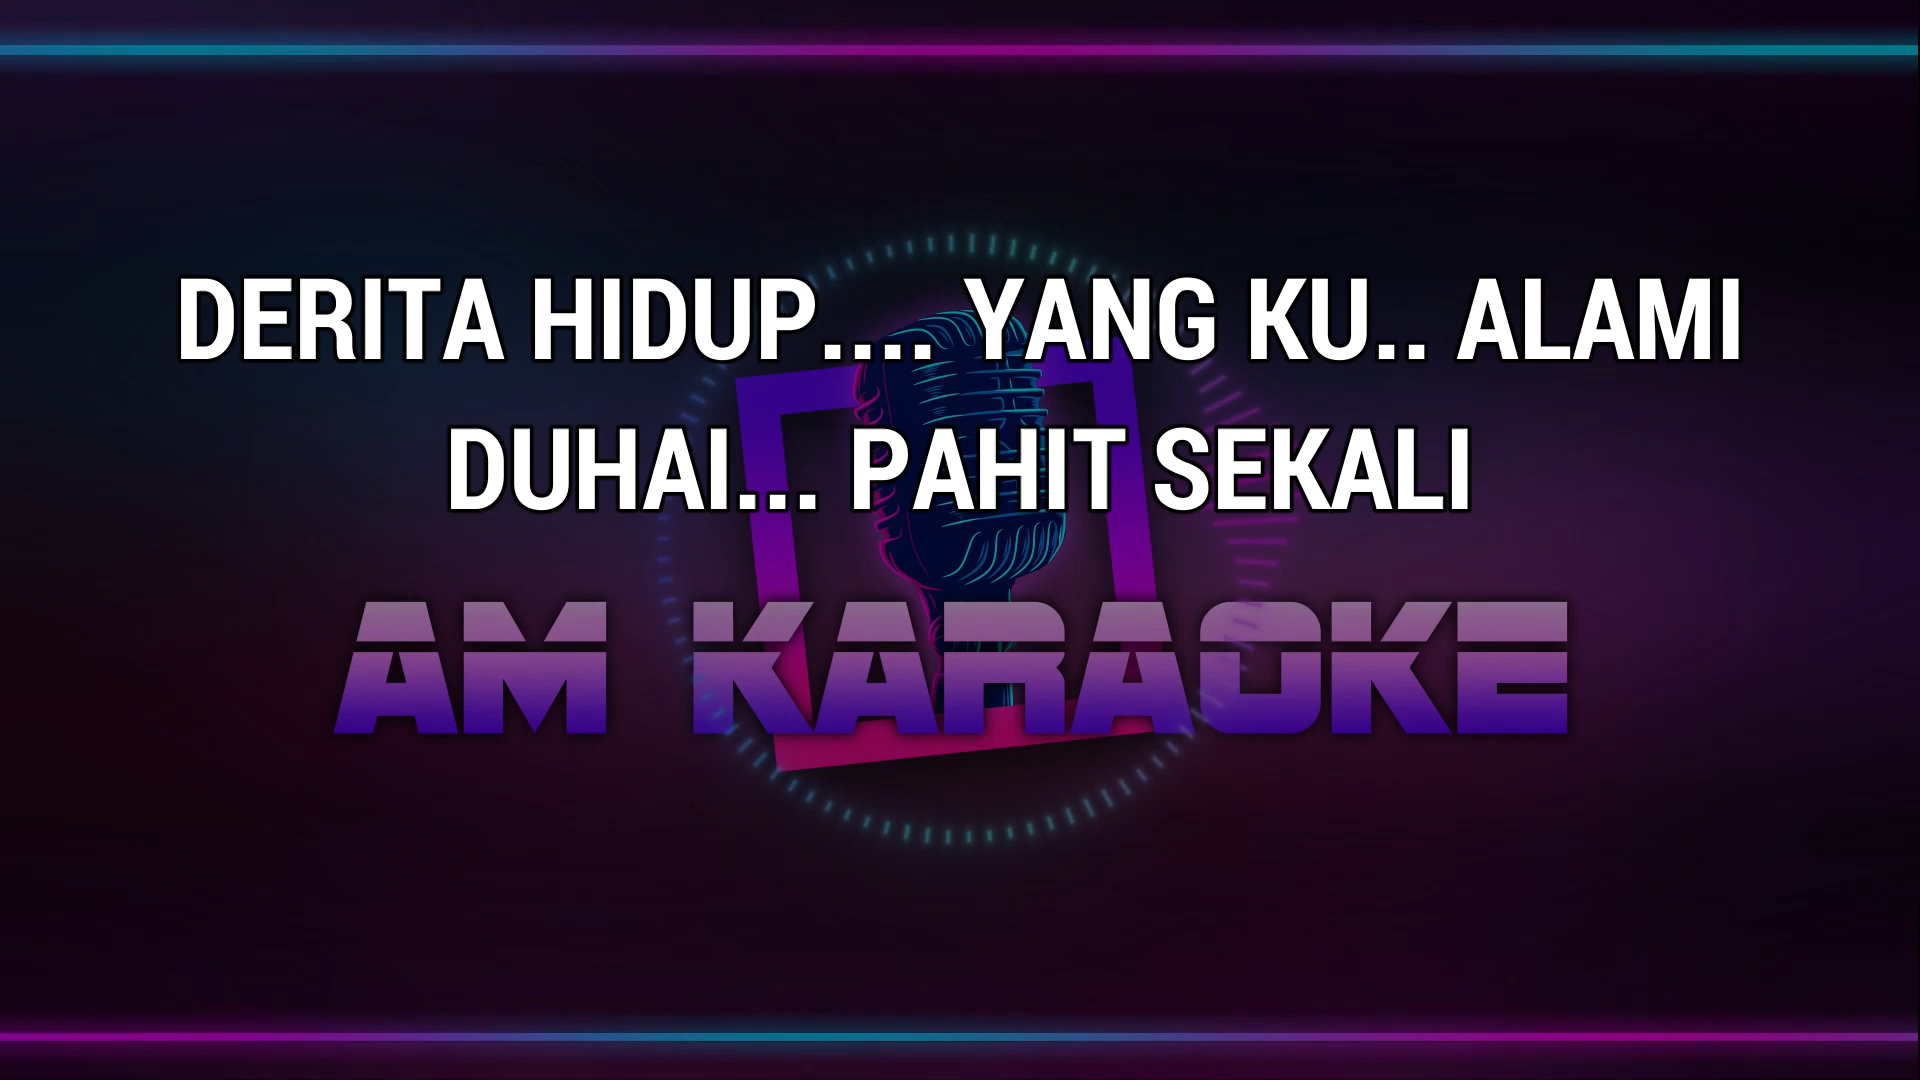 DERITA HIDUP.... YANG KU.. ALAMI
DUHAI... PAHIT SEKALI
AM KARAOKE